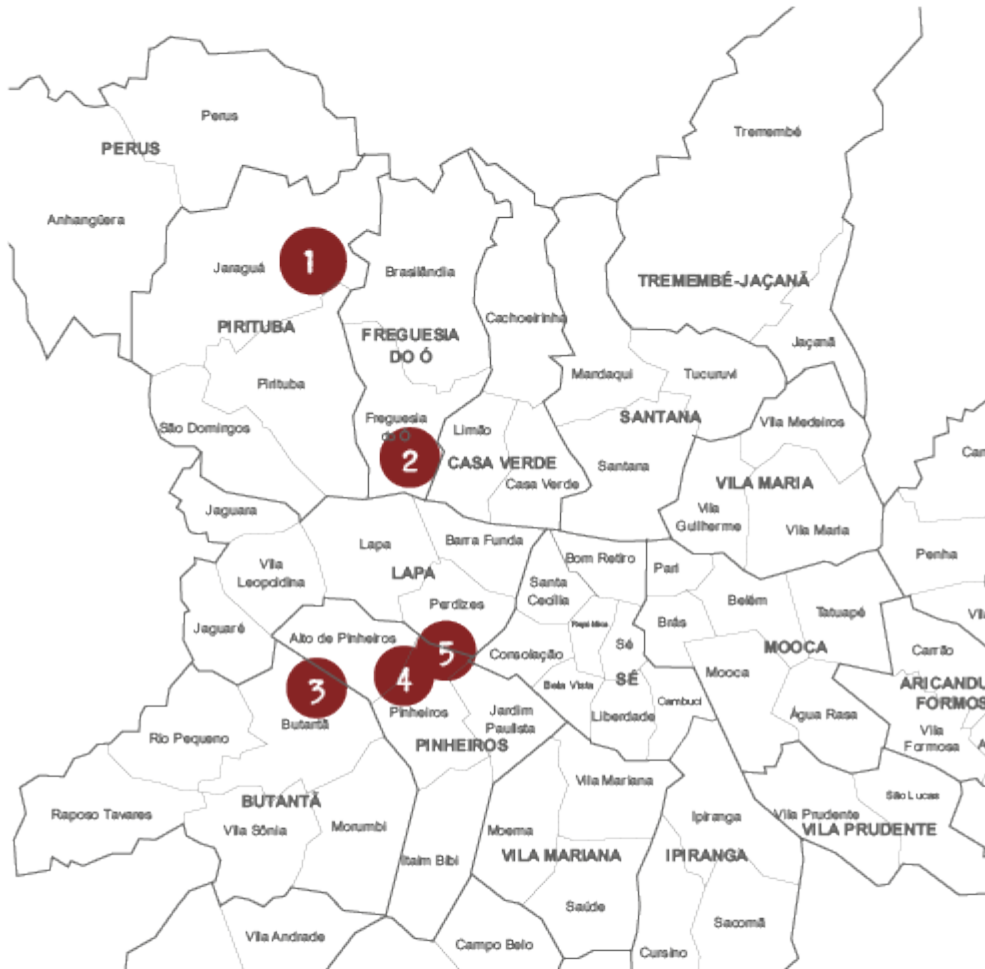 Perus
Tremembé
PERUS
Anhangüera
Jaraguá
1
Brasilândia
TREMEMBÉ-JAÇANÃ
Cachoeirinha
PIRITUBA
FREGUESIA
DO Ó
Jaçanã
Mandaqui
Tucuruvi
Pirituba
SANTANA
São Domingos
Freguesia
do Ó
Limão
Vila Medeiros
2
CASA VERDE
Santana
Casa Verde
VILA MARIA
Jaguara
Vila
Guilherme
Vila Maria
Lapa
Barra Funda
Bom Retiro
Penha
Vila
Leopoldina
LAPA
Santa
Cecília
Pari
Belém
Perdizes
Tatuapé
Jaguaré
Alto de Pinheiros
Sé
Brás
MOOCA
5
Consolação
Carrão
4
SÉ
Mooca
3
Bela Vista
ARICANDU
FORMOS
Butantã
Pinheiros
Jardim
Paulista
Liberdade
Cambuci
Água Rasa
Rio Pequeno
PINHEIROS
Vila
Formosa
Vila Mariana
BUTANTÃ
São Lucas
Raposo Tavares
Vila Sônia
Morumbi
Moema
Ipiranga
Vila Prudente
VILA PRUDENTE
Itaim Bibi
VILA MARIANA
IPIRANGA
Saúde
Sacomã
Vila Andrade
Campo Belo
Cursino